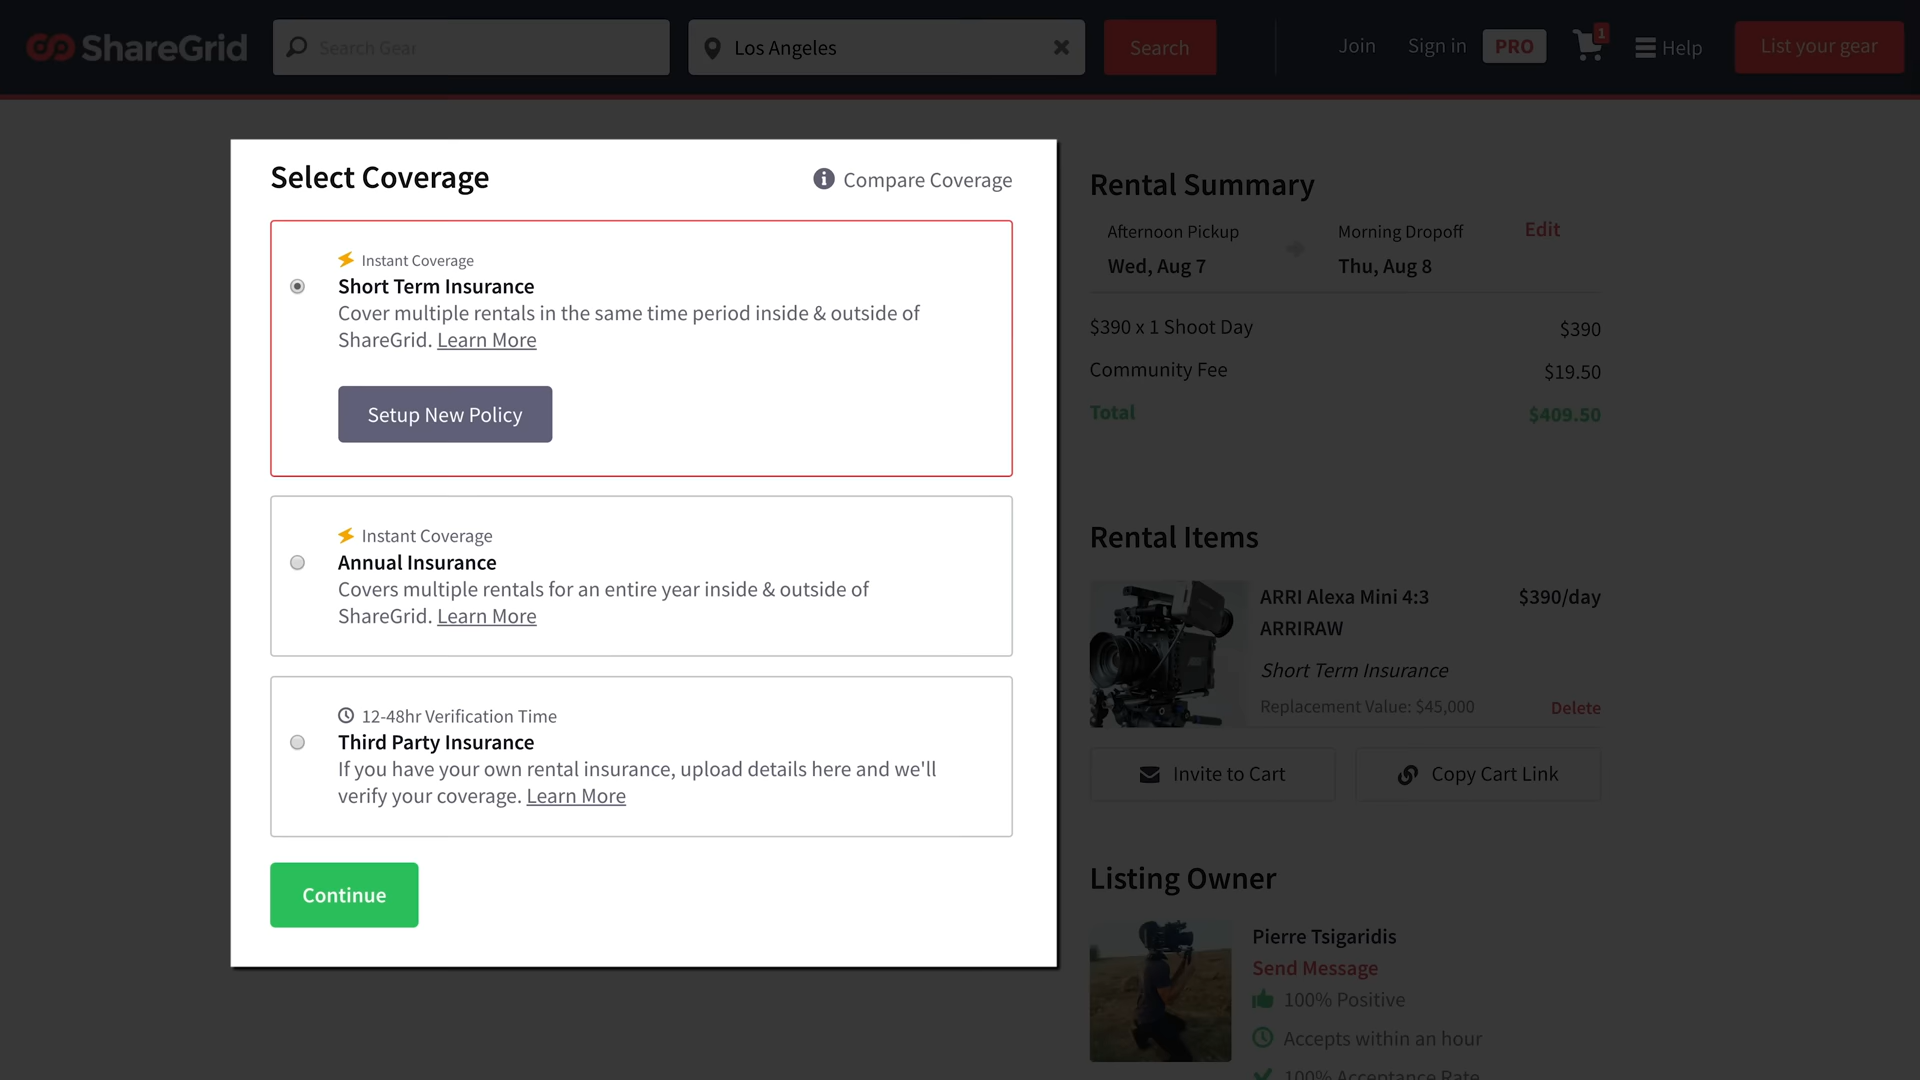 ShareGrid
Search Gear
Los Angeles
Search
Join
Sign in
PRO
1
Help
List your gear
Select Coverage
Compare Coverage
Instant Coverage
Short Term Insurance
Cover multiple rentals in the same time period inside & outside of
ShareGrid. Learn More
Setup New Policy
Instant Coverage
Annual Insurance
Covers multiple rentals for an entire year inside & outside of
ShareGrid. Learn More
12-48hr Verification Time
Third Party Insurance
If you have your own rental insurance, upload details here and we'll
verify your coverage. Learn More
Continue
Rental Summary
Afternoon Pickup
Wed, Aug 7
Morning Dropoff
Thu, Aug 8
Edit
$390 x 1 Shoot Day $390
Community Fee $19.50
Total $409.50
Rental Items
ARRI Alexa Mini 4:3 $390/day
ARRIRAW
Short Term Insurance
Replacement Value: $45,000 Delete
Invite to Cart
Copy Cart Link
Listing Owner
Pierre Tsigaridis
Send Message
100% Positive
Accepts within an hour
100% Acceptance Rate